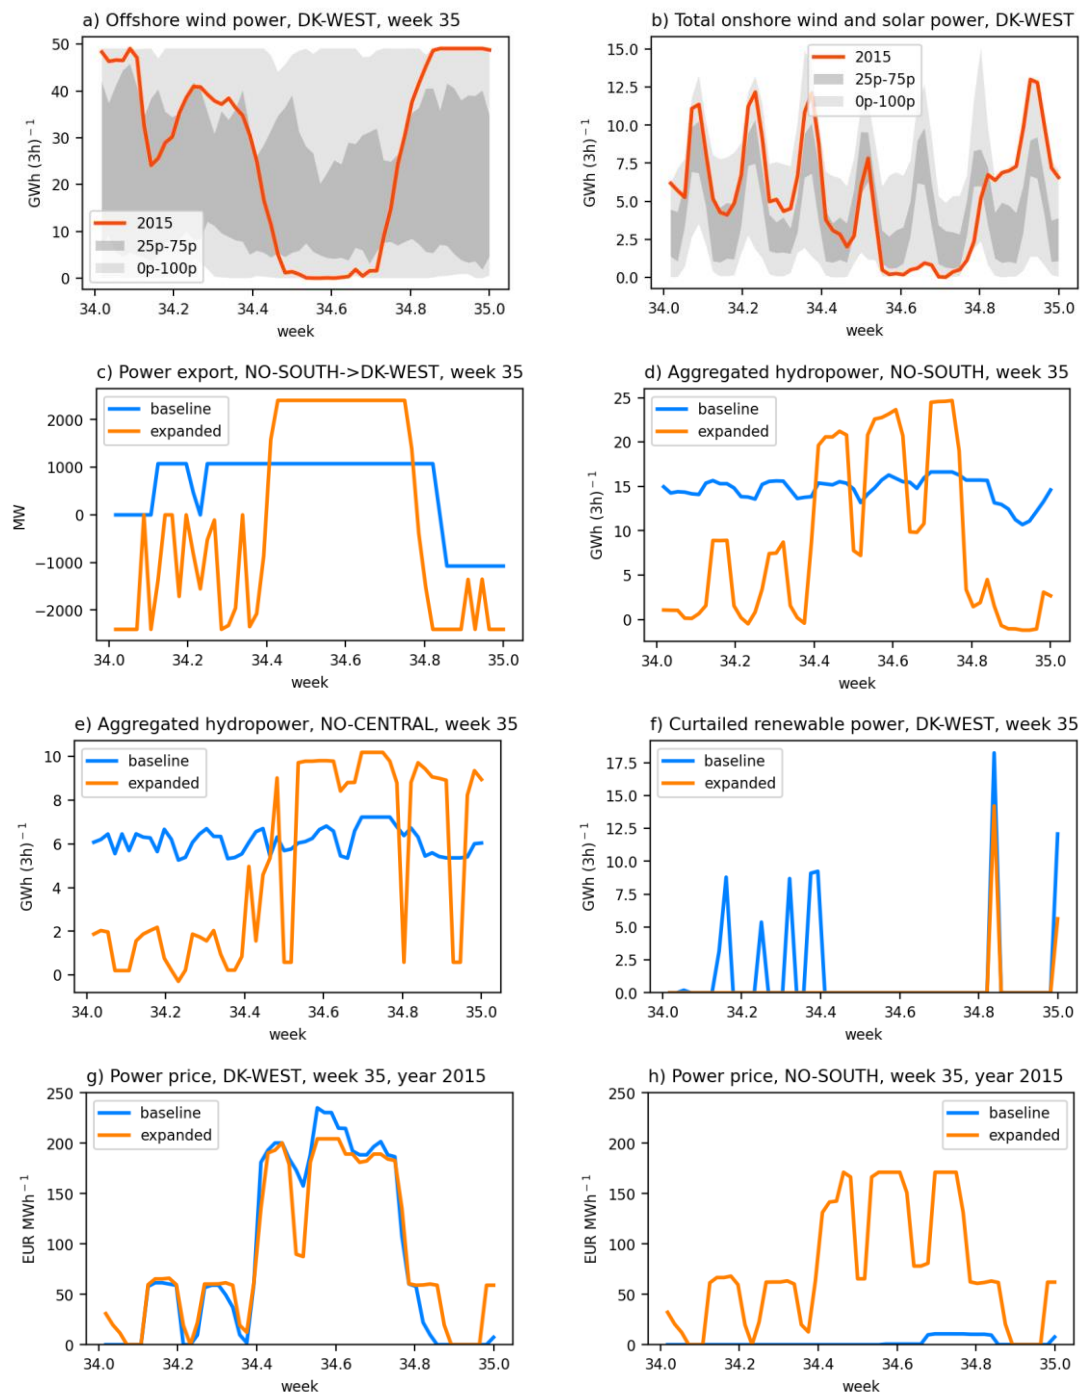 a) Offshore wind power, DK-WEST, week 35
50
40
30
20
10
0
GWh (3h)⁻¹
2015
25p-75p
0p-100p
34.0 34.2 34.4 34.6 34.8 35.0
week
b) Total onshore wind and solar power, DK-WEST
15.0
12.5
10.0
7.5
5.0
2.5
0.0
GWh (3h)⁻¹
2015
25p-75p
0p-100p
34.0 34.2 34.4 34.6 34.8 35.0
week
c) Power export, NO-SOUTH->DK-WEST, week 35
2000
1000
0
−1000
−2000
MW
baseline
expanded
34.0 34.2 34.4 34.6 34.8 35.0
week
d) Aggregated hydropower, NO-SOUTH, week 35
25
20
15
10
5
0
GWh (3h)⁻¹
baseline
expanded
34.0 34.2 34.4 34.6 34.8 35.0
week
e) Aggregated hydropower, NO-CENTRAL, week 35
10
8
6
4
2
0
GWh (3h)⁻¹
baseline
expanded
34.0 34.2 34.4 34.6 34.8 35.0
week
f) Curtailed renewable power, DK-WEST, week 35
17.5
15.0
12.5
10.0
7.5
5.0
2.5
0.0
GWh (3h)⁻¹
baseline
expanded
34.0 34.2 34.4 34.6 34.8 35.0
week
g) Power price, DK-WEST, week 35, year 2015
250
200
150
100
50
0
EUR MWh⁻¹
baseline
expanded
34.0 34.2 34.4 34.6 34.8 35.0
week
h) Power price, NO-SOUTH, week 35, year 2015
250
200
150
100
50
0
EUR MWh⁻¹
baseline
expanded
34.0 34.2 34.4 34.6 34.8 35.0
week